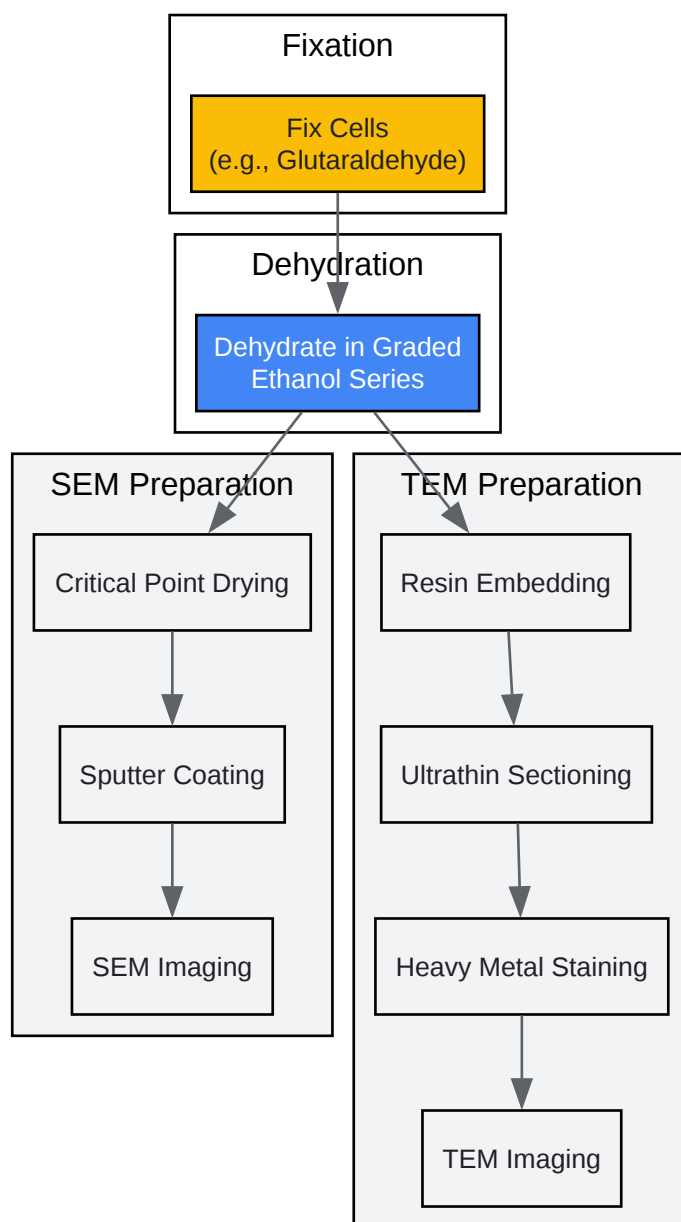 Fixation
Fix Cells
(e.g., Glutaraldehyde)
Dehydration
Dehydrate in Graded
Ethanol Series
SEM Preparation
Critical Point Drying
Sputter Coating
SEM Imaging
TEM Preparation
Resin Embedding
Ultrathin Sectioning
Heavy Metal Staining
TEM Imaging